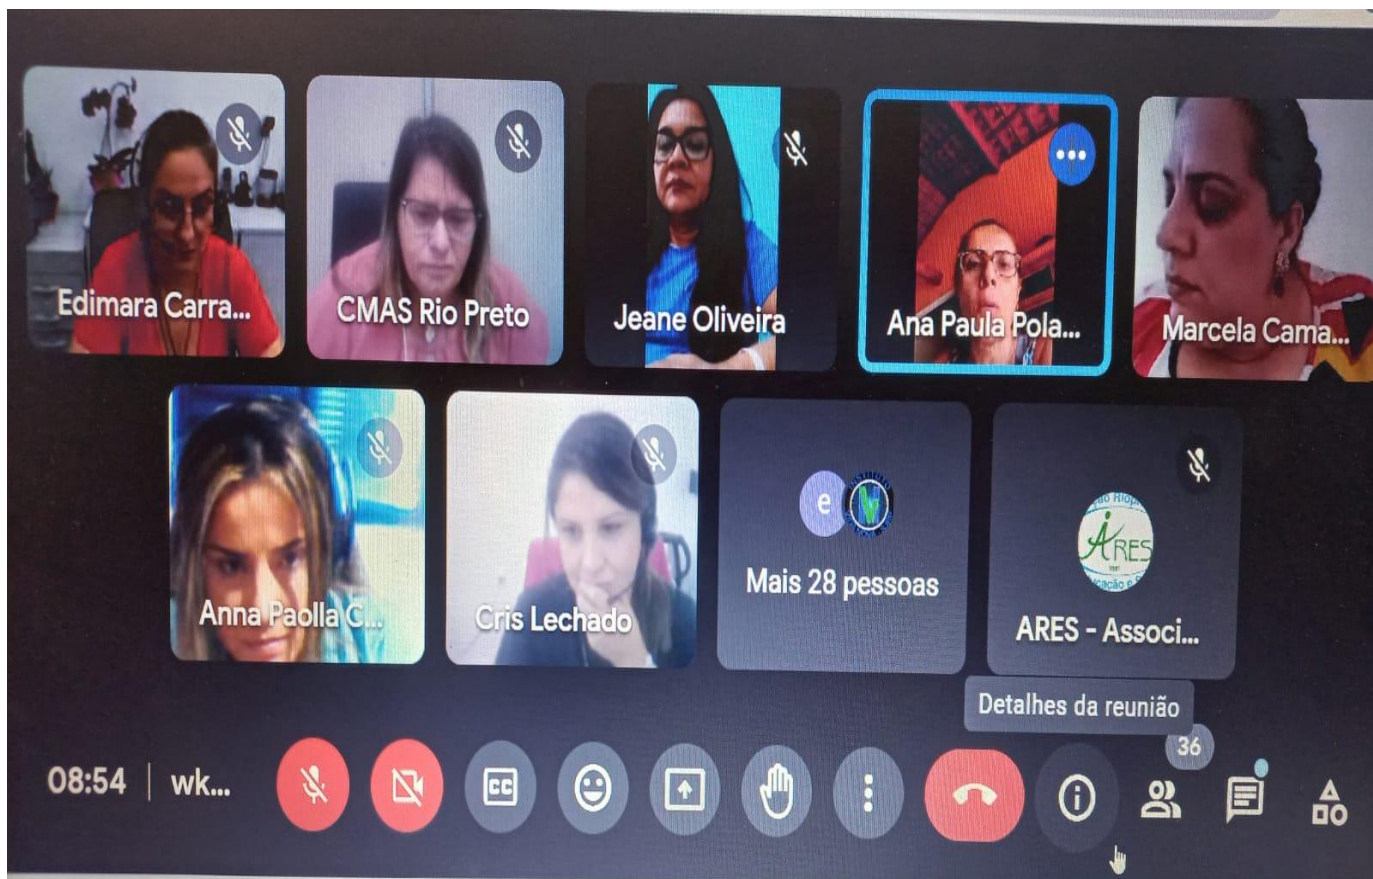 Edimara Carra...
CMAS Rio Preto
Jeane Oliveira
Ana Paula Pola...
Marcela Cama...
Anna Paolla C...
Cris Lechado
e
Mais 28 pessoas
ARES
ARES - Associ...
Detalhes da reunião
36
08:54 | wk...
CC